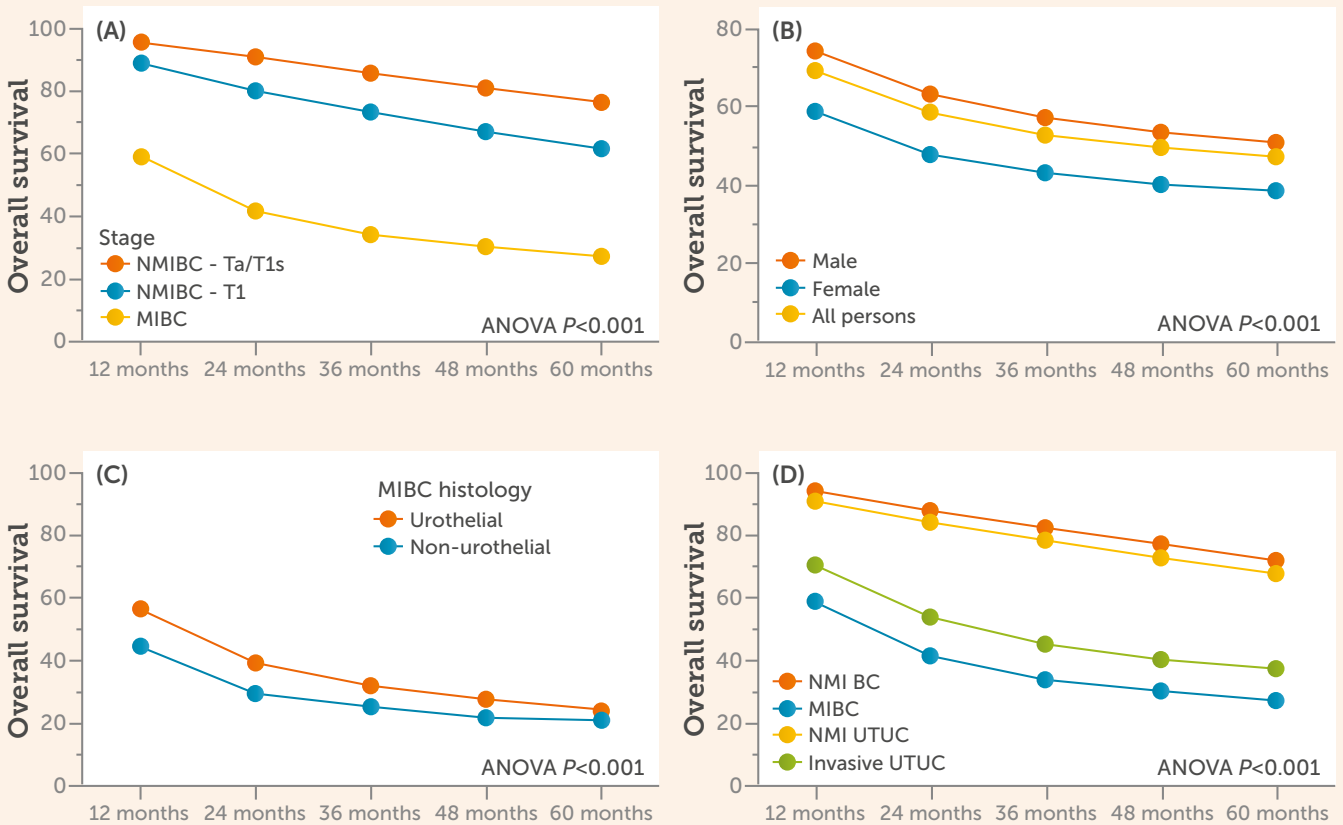 (A)
Overall survival
100
80
60
40
20
0
Stage
NMIBC - Ta/T1s
NMIBC - T1
MIBC
ANOVA P<0.001
12 months 24 months 36 months 48 months 60 months
(B)
Overall survival
80
60
40
20
0
Male
Female
All persons
ANOVA P<0.001
12 months 24 months 36 months 48 months 60 months
(C)
Overall survival
100
80
60
40
20
0
MIBC histology
Urothelial
Non-urothelial
ANOVA P<0.001
12 months 24 months 36 months 48 months 60 months
(D)
Overall survival
100
80
60
40
20
0
NMI BC
MIBC
NMI UTUC
Invasive UTUC
ANOVA P<0.001
12 months 24 months 36 months 48 months 60 months